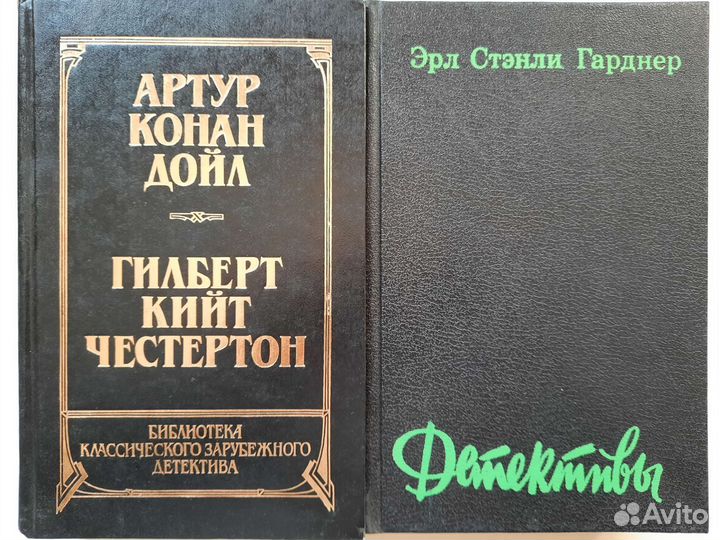 АРТУР
КОНАН
ДОЙЛ
ГИЛБЕРТ
КИЙТ
ЧЕСТЕРТОН
БИБЛИОТЕКА
КЛАССИЧЕСКОГО ЗАРУБЕЖНОГО
ДЕТЕКТИВА
Эрл Стэнли Гарднер
Детективы
Avito